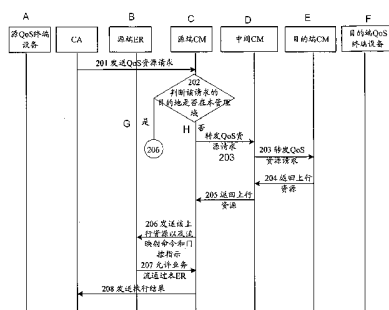 A
B
C
D
E
F
源QoS终端
设备
CA
源端ER
源端CM
中间CM
目的端CM
目的端QoS
终端设备
201 发送QoS资源请求
202
判断该请求的
目的地是否在本管理
域
G
是
H
否
206
转发QoS资
源请求
203
203 转发QoS
资源请求
204 返回上行
资源
205 返回上行
资源
206 发送该上
行资源以及流
映射命令和门
控指示
207 允许业务
流通过本ER
208 发送执行结果